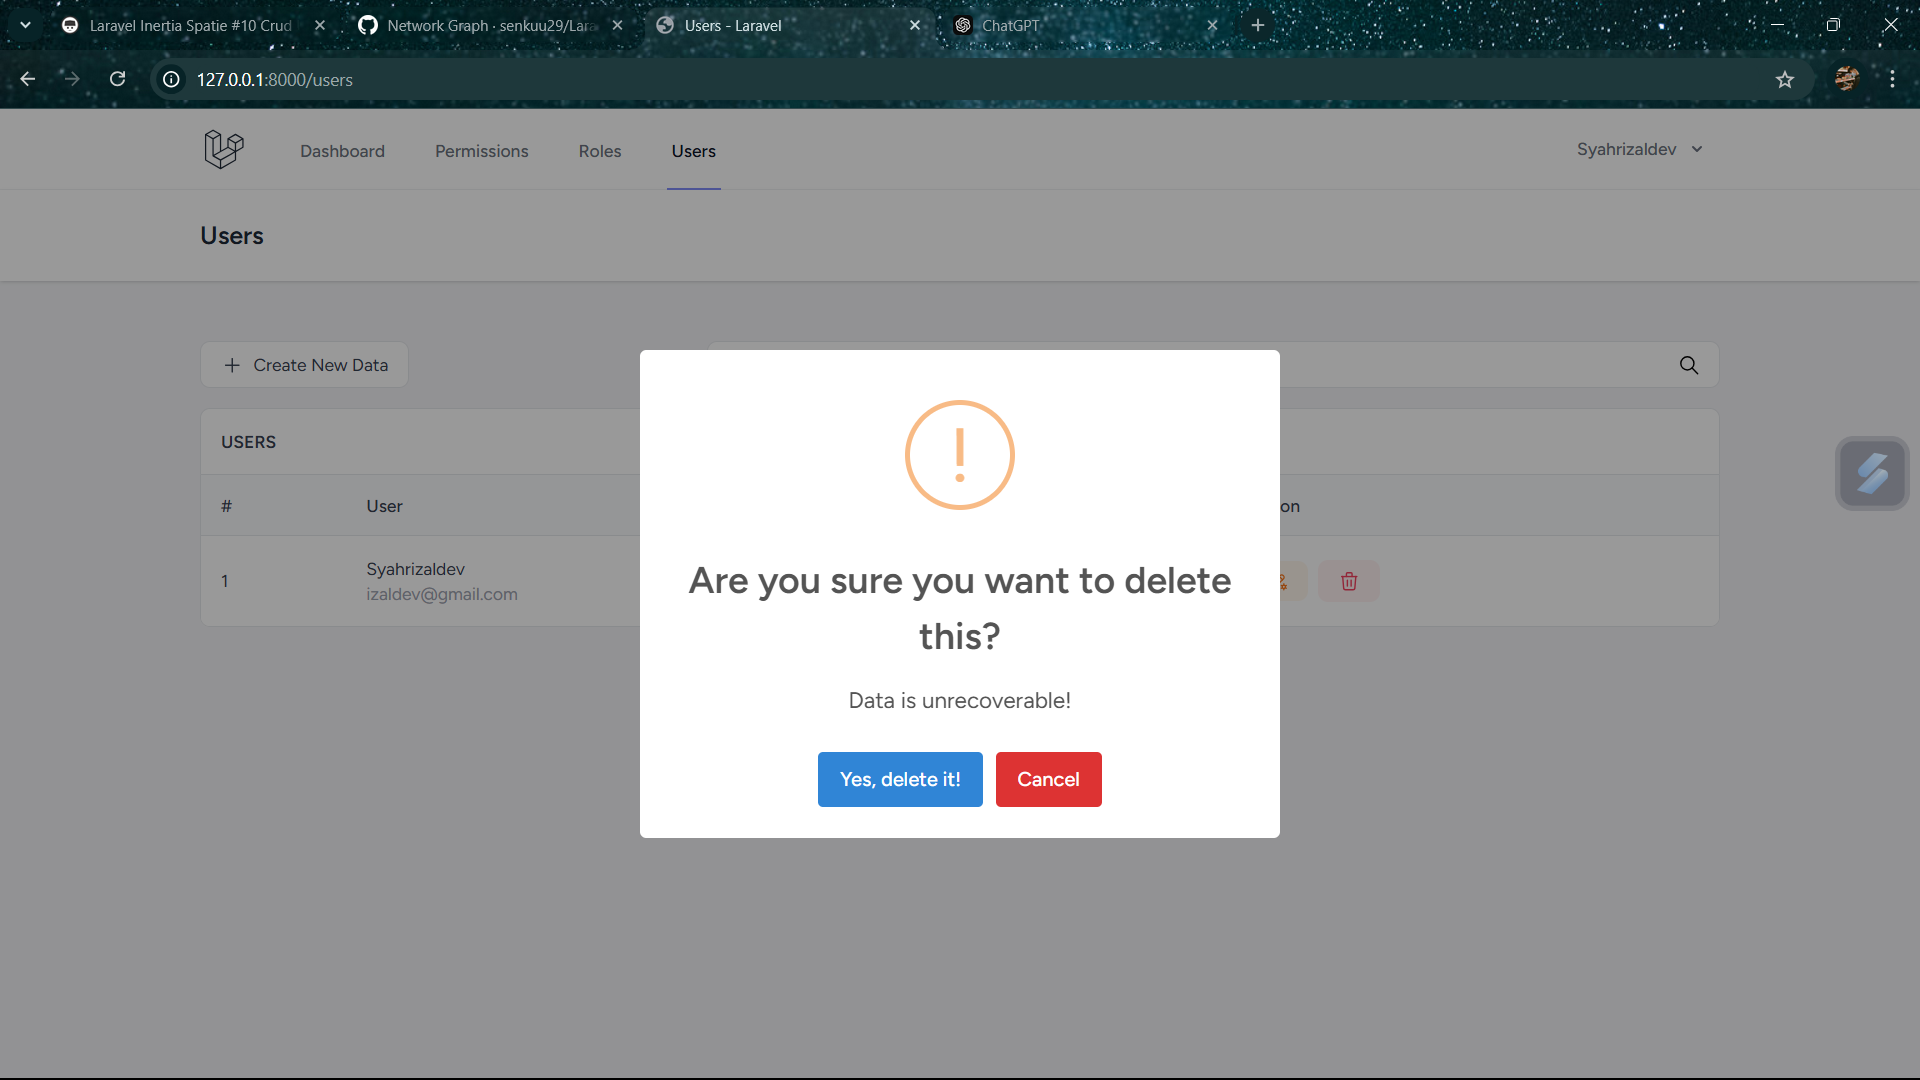 Laravel Inertia Spatie #10 Crud
Network Graph · senkuu29/Lara
Users - Laravel
ChatGPT
127.0.0.1:8000/users
Dashboard
Permissions
Roles
Users
Syahrizaldev
Users
Create New Data
USERS
#
User
on
1
Syahrizaldev
izaldev@gmail.com
Are you sure you want to delete
this?
Data is unrecoverable!
Yes, delete it!
Cancel